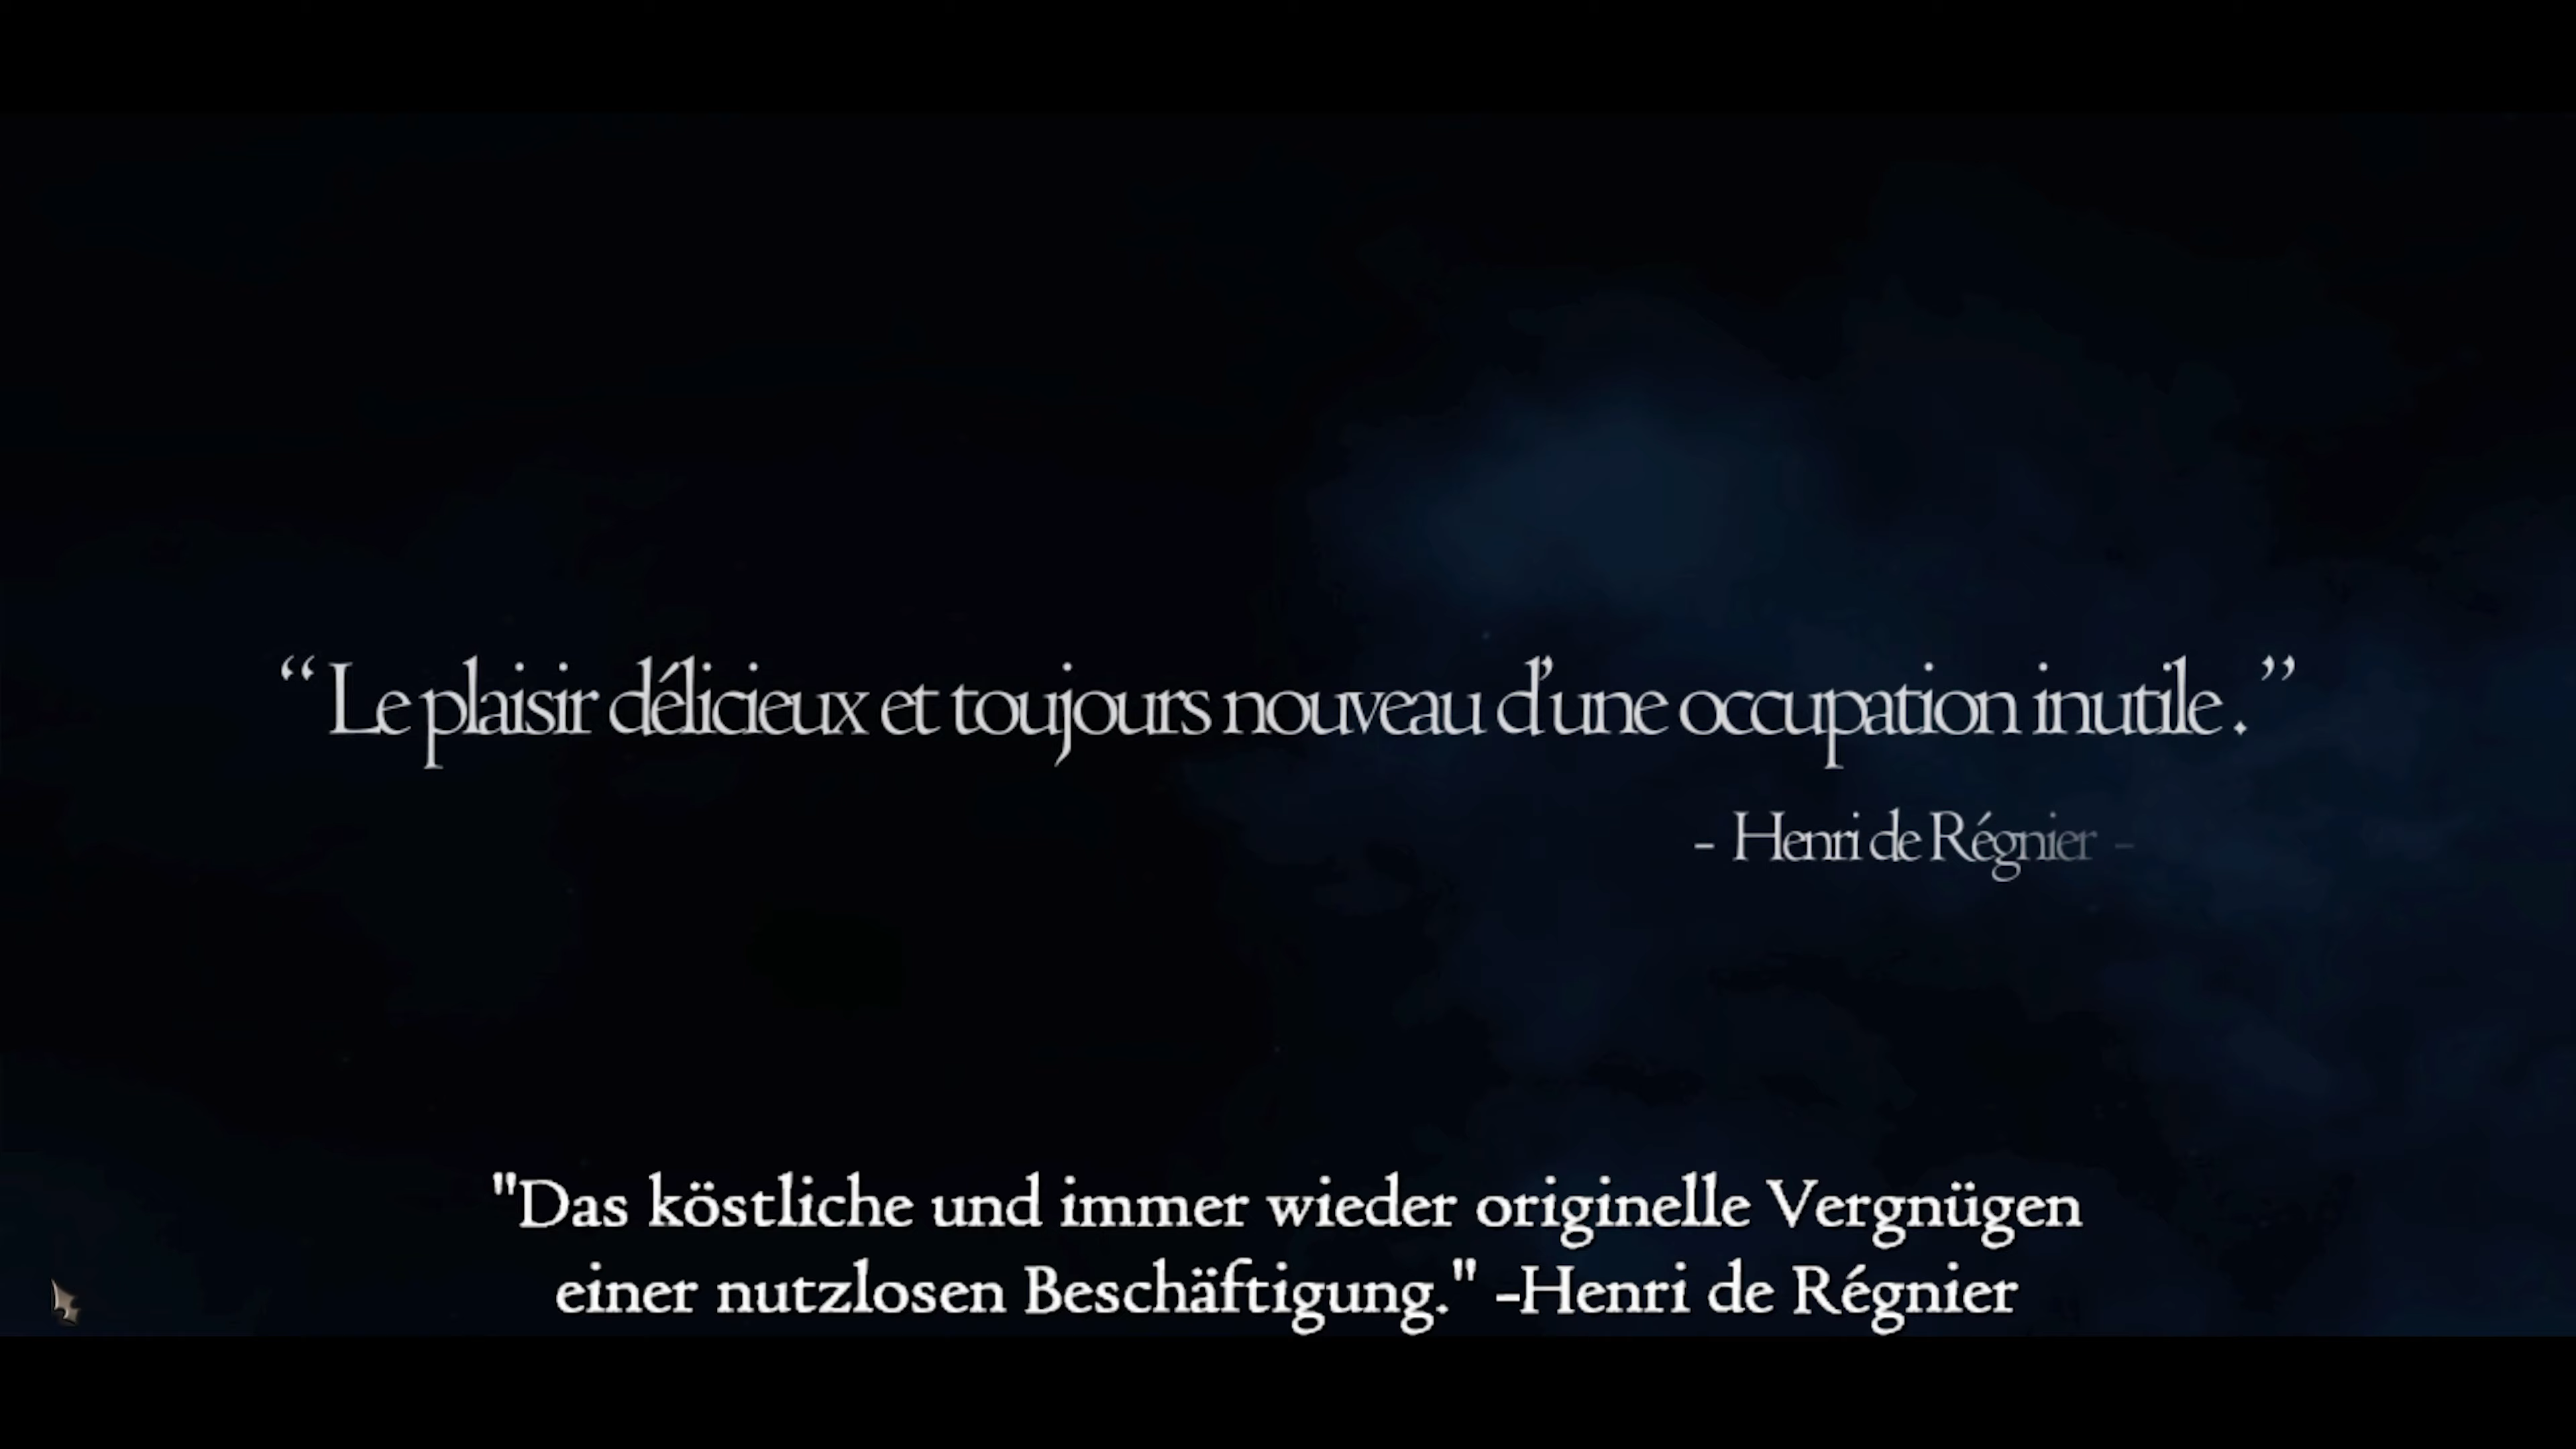 “Le plaisir délicieux et toujours nouveau d’une occupation inutile.”
- Henri de Régnier -
"Das köstliche und immer wieder originelle Vergnügen
einer nutzlosen Beschäftigung." -Henri de Régnier